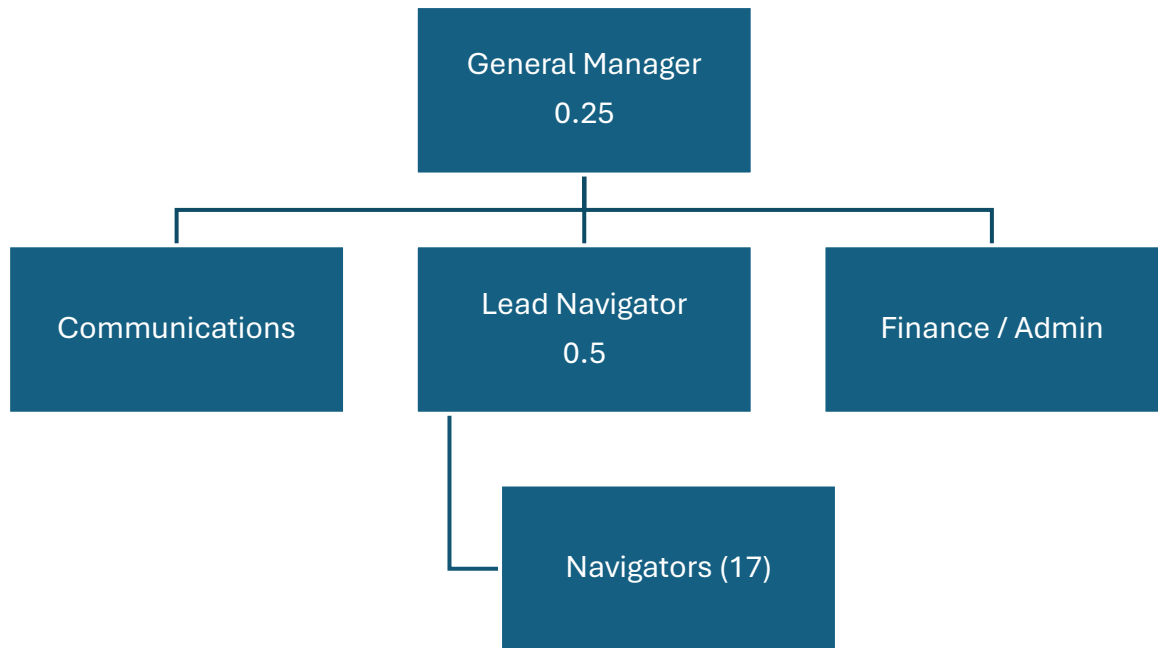 General Manager
0.25
Communications
Lead Navigator
0.5
Finance / Admin
Navigators (17)